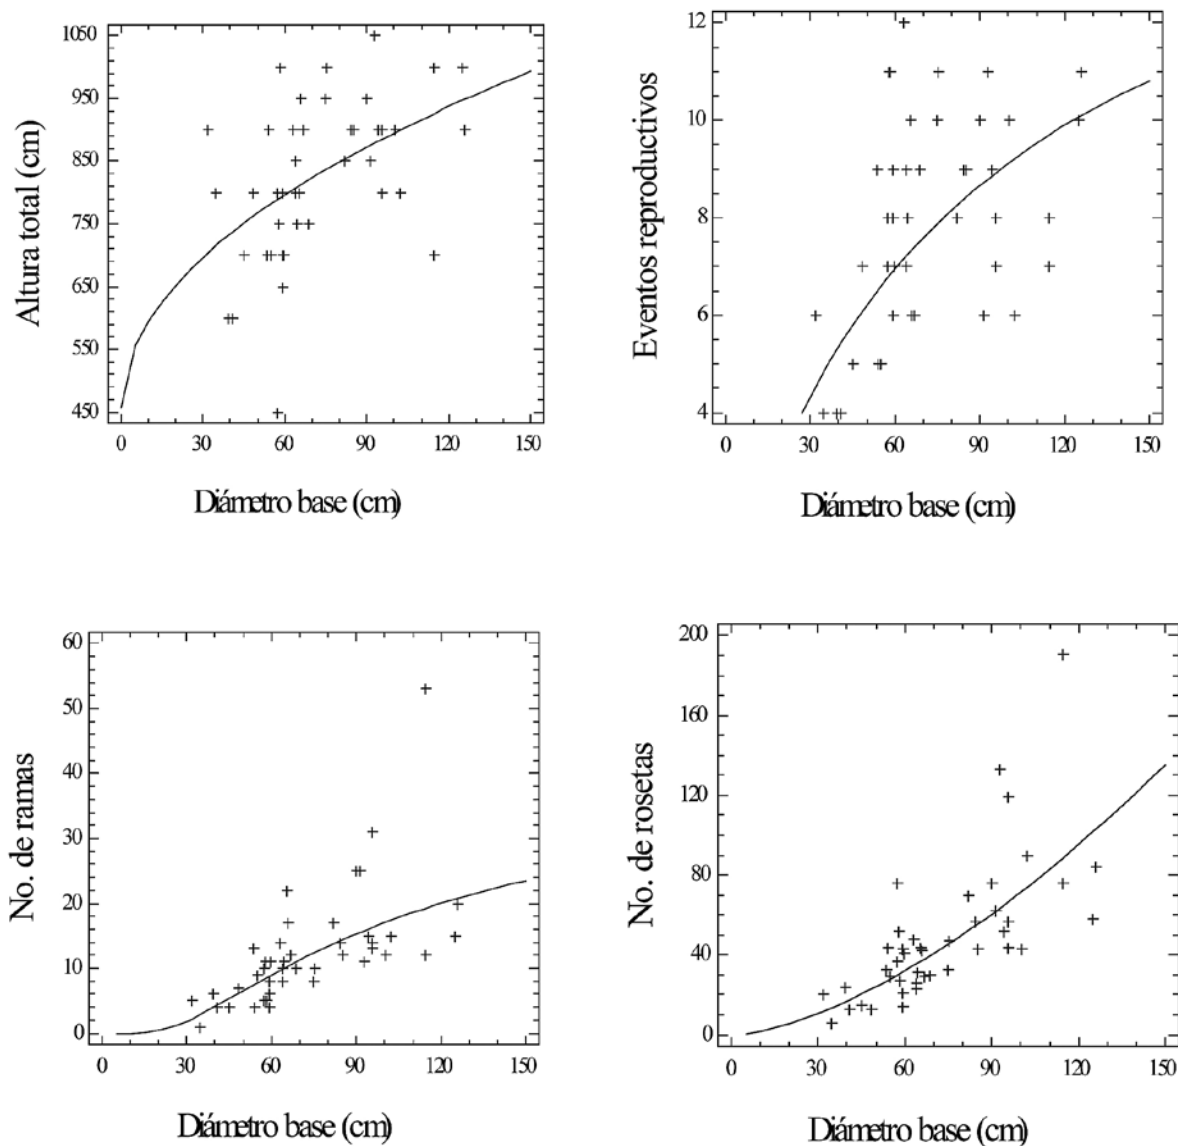 Altura total (cm)
1050
950
850
750
650
550
450
0 30 60 90 120 150
Diámetro base (cm)
Eventos reproductivos
12
10
8
6
4
0 30 60 90 120 150
Diámetro base (cm)
No. de ramas
60
50
40
30
20
10
0
0 30 60 90 120 150
Diámetro base (cm)
No. de rosetas
200
160
120
80
40
0
0 30 60 90 120 150
Diámetro base (cm)